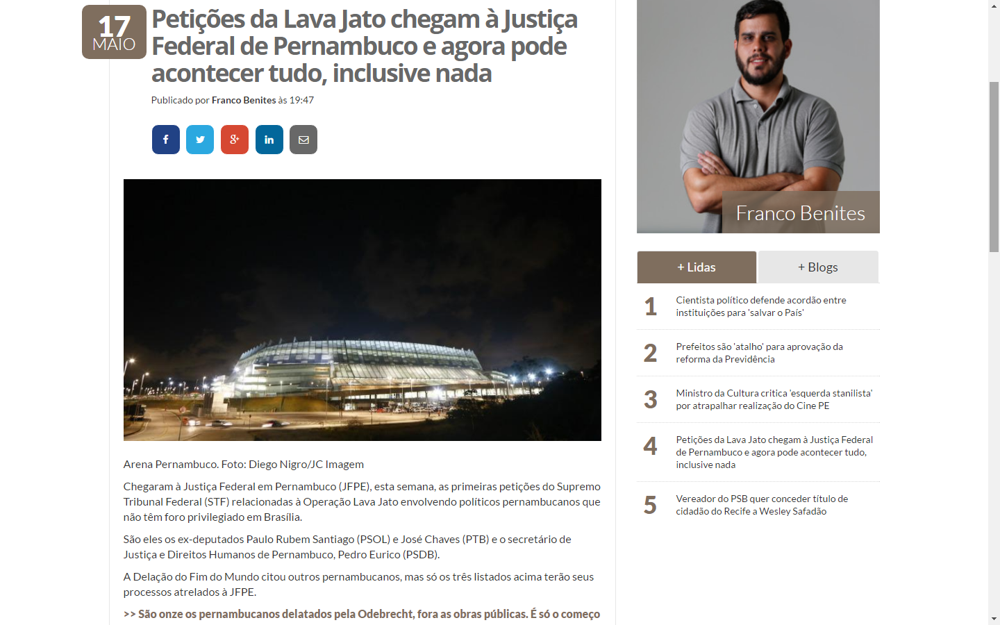 17
MAIO
Petições da Lava Jato chegam à Justiça
Federal de Pernambuco e agora pode
acontecer tudo, inclusive nada
Publicado por Franco Benites às 19:47
Arena Pernambuco. Foto: Diego Nigro/JC Imagem
Chegaram à Justiça Federal em Pernambuco (JFPE), esta semana, as primeiras petições do Supremo
Tribunal Federal (STF) relacionadas à Operação Lava Jato envolvendo políticos pernambucanos que
não têm foro privilegiado em Brasília.
São eles os ex-deputados Paulo Rubem Santiago (PSOL) e José Chaves (PTB) e o secretário de
Justiça e Direitos Humanos de Pernambuco, Pedro Eurico (PSDB).
A Delação do Fim do Mundo citou outros pernambucanos, mas só os três listados acima terão seus
processos atrelados à JFPE.
>> São onze os pernambucanos delatados pela Odebrecht, fora as obras públicas. É só o começo
Franco Benites
+ Lidas
+ Blogs
1
Cientista político defende acordão entre
instituições para 'salvar o País'
2
Prefeitos são 'atalho' para aprovação da
reforma da Previdência
3
Ministro da Cultura critica 'esquerda stanilista'
por atrapalhar realização do Cine PE
4
Petições da Lava Jato chegam à Justiça Federal
de Pernambuco e agora pode acontecer tudo,
inclusive nada
5
Vereador do PSB quer conceder título de
cidadão do Recife a Wesley Safadão